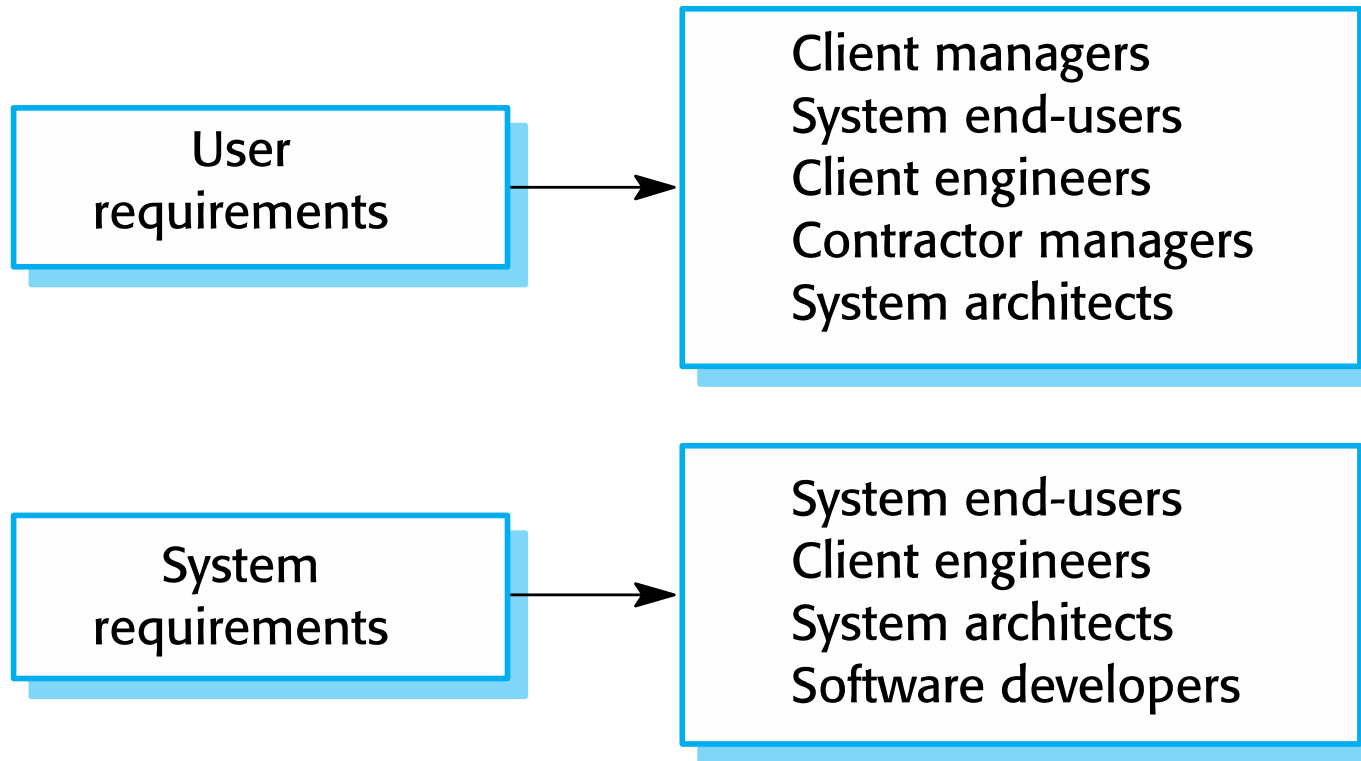 User
requirements
Client managers
System end-users
Client engineers
Contractor managers
System architects
System
requirements
System end-users
Client engineers
System architects
Software developers